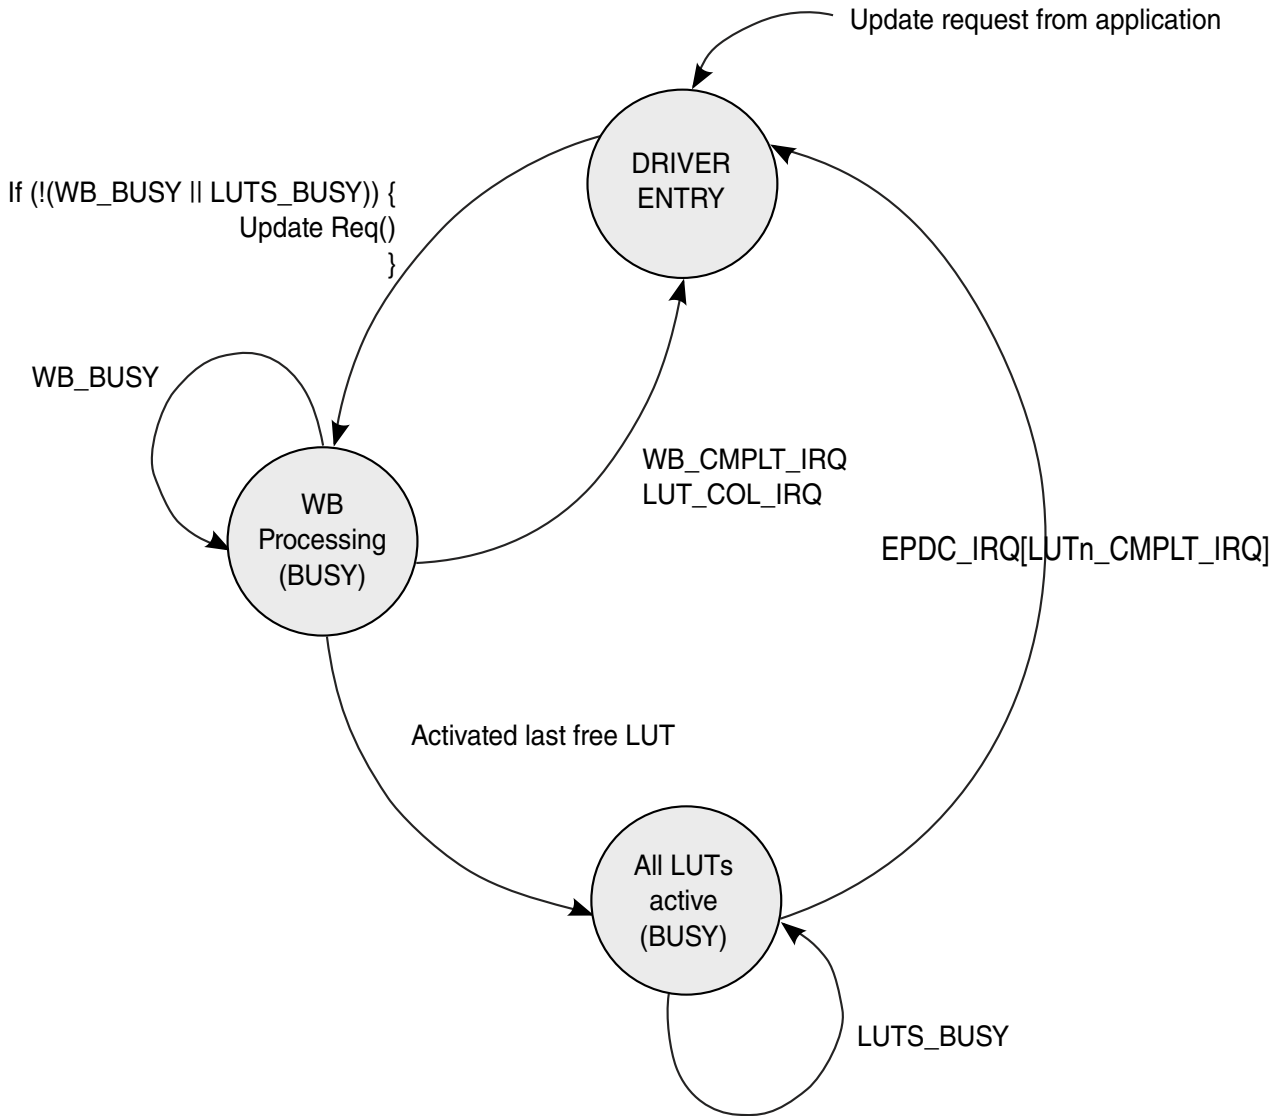 Update request from application
DRIVER
ENTRY
If (!(WB_BUSY || LUTS_BUSY)) {
Update Req()
}
WB_BUSY
WB_CMPLT_IRQ
LUT_COL_IRQ
WB
Processing
(BUSY)
EPDC_IRQ[LUTn_CMPLT_IRQ]
Activated last free LUT
All LUTs
active
(BUSY)
LUTS_BUSY